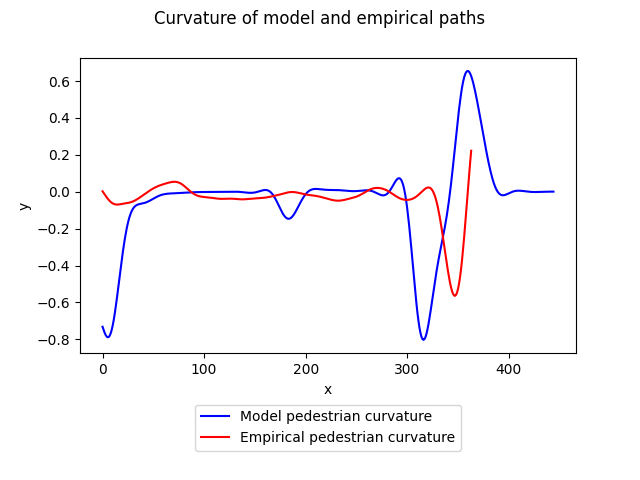 Curvature of model and empirical paths
y
0.6
0.4
0.2
0.0
−0.2
−0.4
−0.6
−0.8
0 100 200 300 400
x
Model pedestrian curvature
Empirical pedestrian curvature